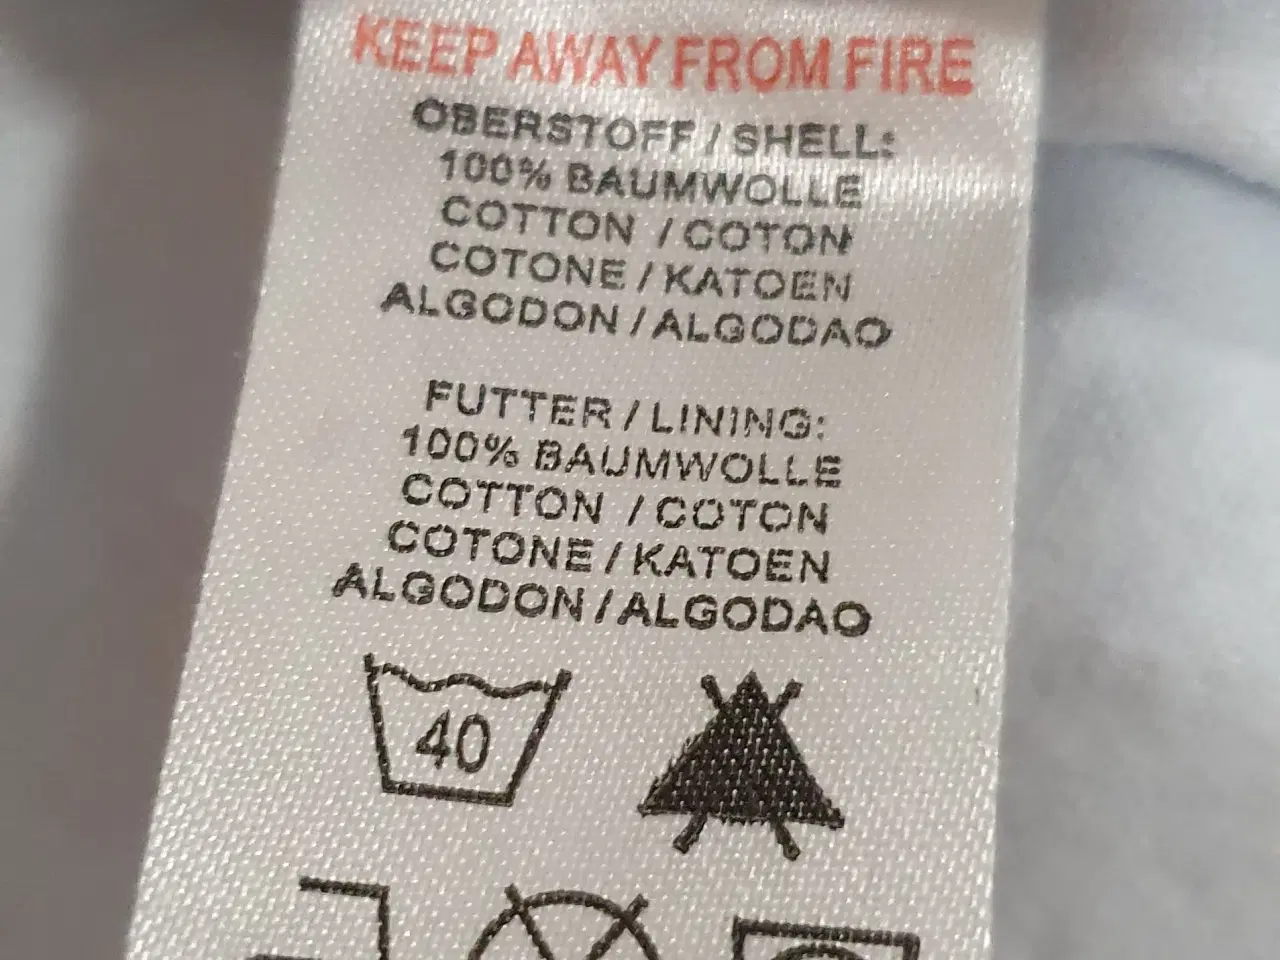 KEEP AWAY FROM FIRE
OBERSTOFF / SHELL:
100% BAUMWOLLE
COTTON / COTON
COTONE / KATOEN
ALGODON / ALGODAO
FUTTER / LINING:
100% BAUMWOLLE
COTTON / COTON
COTONE / KATOEN
ALGODON / ALGODAO
40